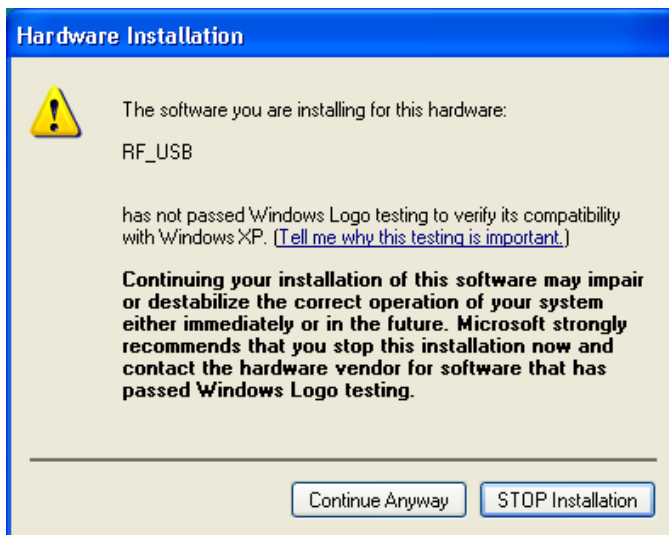 Hardware Installation
The software you are installing for this hardware:
RF_USB
has not passed Windows Logo testing to verify its compatibility
with Windows XP. (Tell me why this testing is important.)
Continuing your installation of this software may impair
or destabilize the correct operation of your system
either immediately or in the future. Microsoft strongly
recommends that you stop this installation now and
contact the hardware vendor for software that has
passed Windows Logo testing.
Continue Anyway
STOP Installation